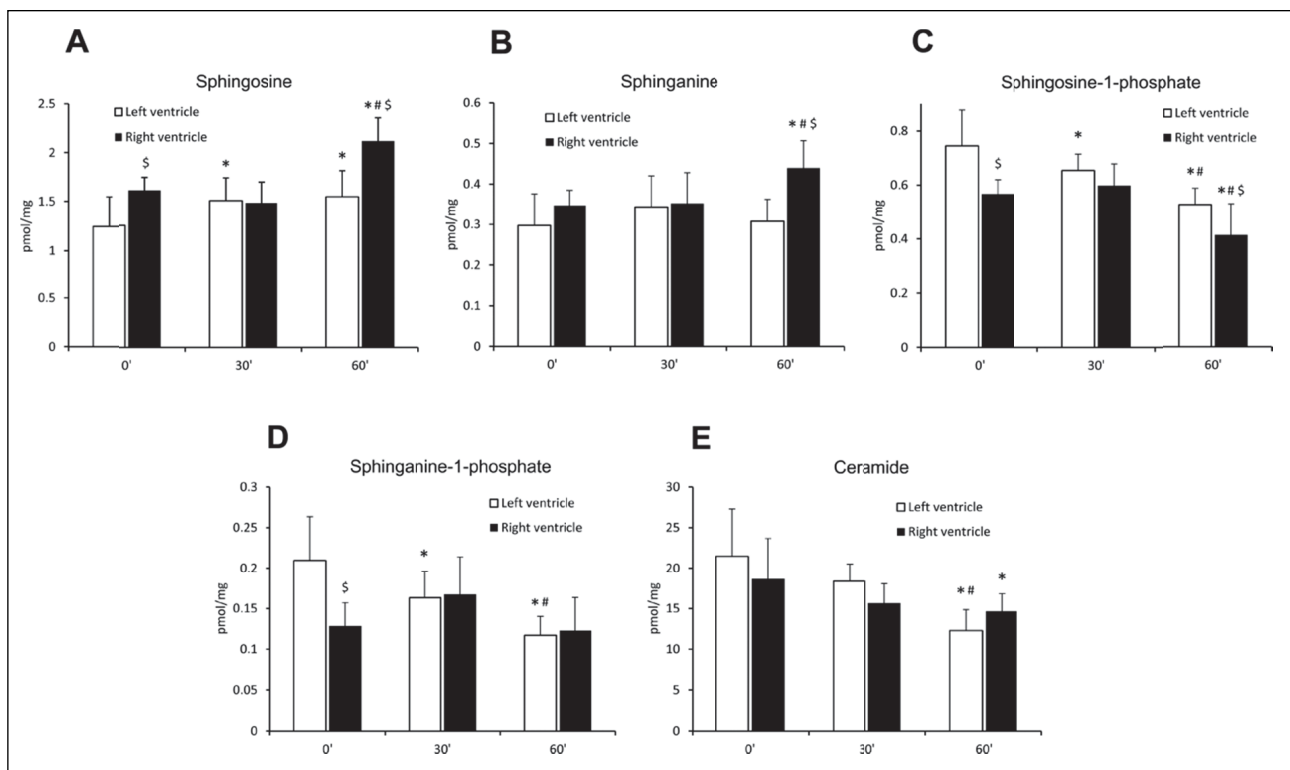 A
Sphingosine
2.5
2
1.5
1
0.5
0
pmol/mg
Left ventricle
Right ventricle
$
*
*
*#$
0'
30'
60'
B
Sphinganine
0.6
0.5
0.4
0.3
0.2
0.1
0
pmol/mg
Left ventricle
Right ventricle
*#$
0'
30'
60'
C
Sphingosine-1-phosphate
0.8
0.6
0.4
0.2
0
pmol/mg
Left ventricle
Right ventricle
$
*
*#
*#$
0'
30'
60'
D
Sphinganine-1-phosphate
0.3
0.25
0.2
0.15
0.1
0.05
0
pmol/mg
Left ventricle
Right ventricle
$
*
*#
0'
30'
60'
E
Ceramide
30
25
20
15
10
5
0
pmol/mg
Left ventricle
Right ventricle
*#
*
0'
30'
60'